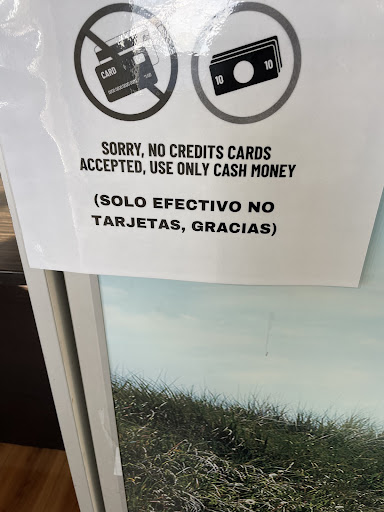 CARD
10 10
SORRY, NO CREDITS CARDS
ACCEPTED, USE ONLY CASH MONEY
(SOLO EFECTIVO NO
TARJETAS, GRACIAS)